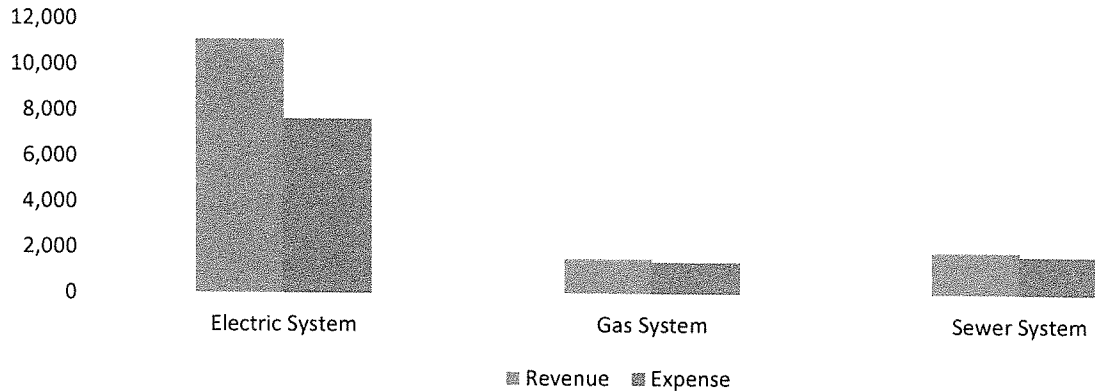 12,000
10,000
8,000
6,000
4,000
2,000
0
Electric System
Gas System
Sewer System
Revenue Expense